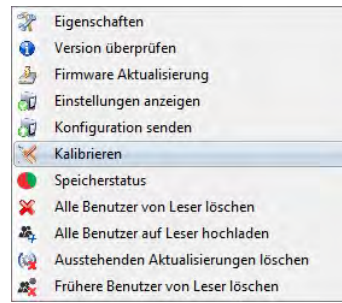 Eigenschaften
Version überprüfen
Firmware Aktualisierung
Einstellungen anzeigen
Konfiguration senden
Kalibrieren
Speicherstatus
Alle Benutzer von Leser löschen
Alle Benutzer auf Leser hochladen
Ausstehenden Aktualisierungen löschen
Frühere Benutzer von Leser löschen